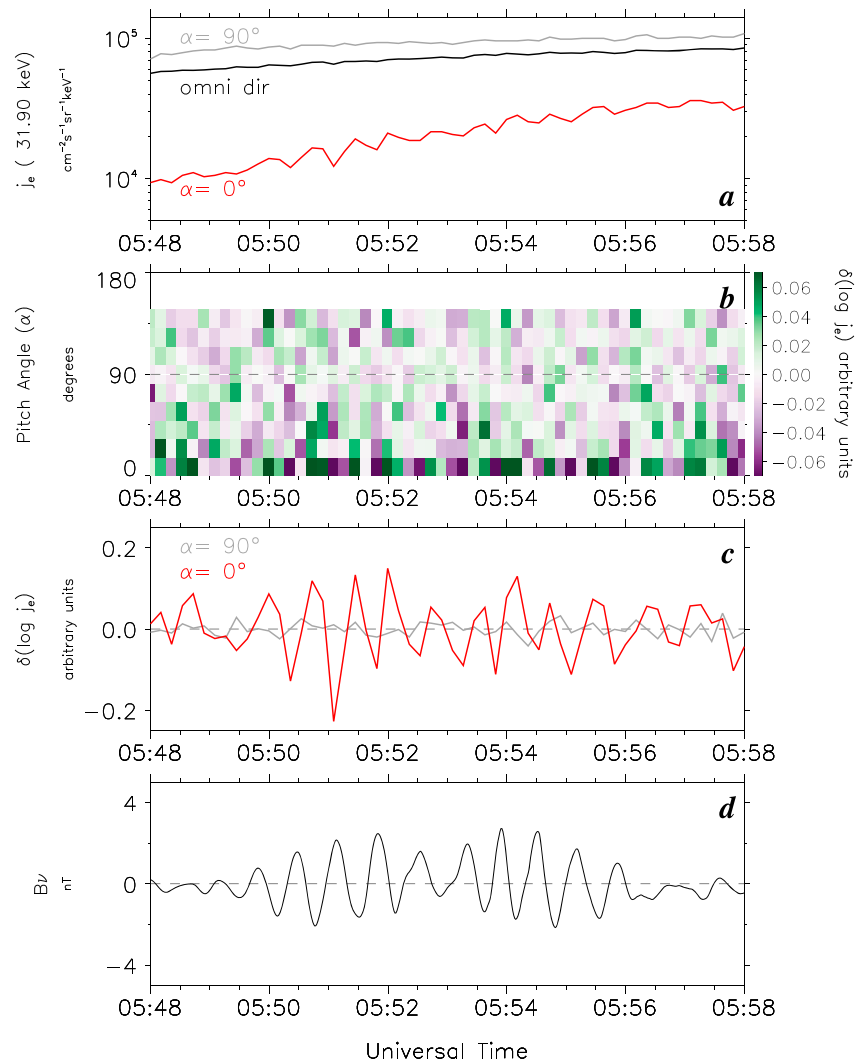 a
α= 90°
omni dir
α= 0°
10⁵
10⁴
jₑ ( 31.90 keV)
cm⁻²s⁻¹sr⁻¹keV⁻¹
05:48 05:50 05:52 05:54 05:56 05:58
b
180
90
0
Pitch Angle (α)
degrees
0.06
0.04
0.02
0.00
−0.02
−0.04
−0.06
δ(log jₑ) arbitrary units
05:48 05:50 05:52 05:54 05:56 05:58
c
α= 90°
α= 0°
0.2
0.0
−0.2
δ(log jₑ)
arbitrary units
05:48 05:50 05:52 05:54 05:56 05:58
d
4
0
−4
Bν
nT
05:48 05:50 05:52 05:54 05:56 05:58
Universal Time